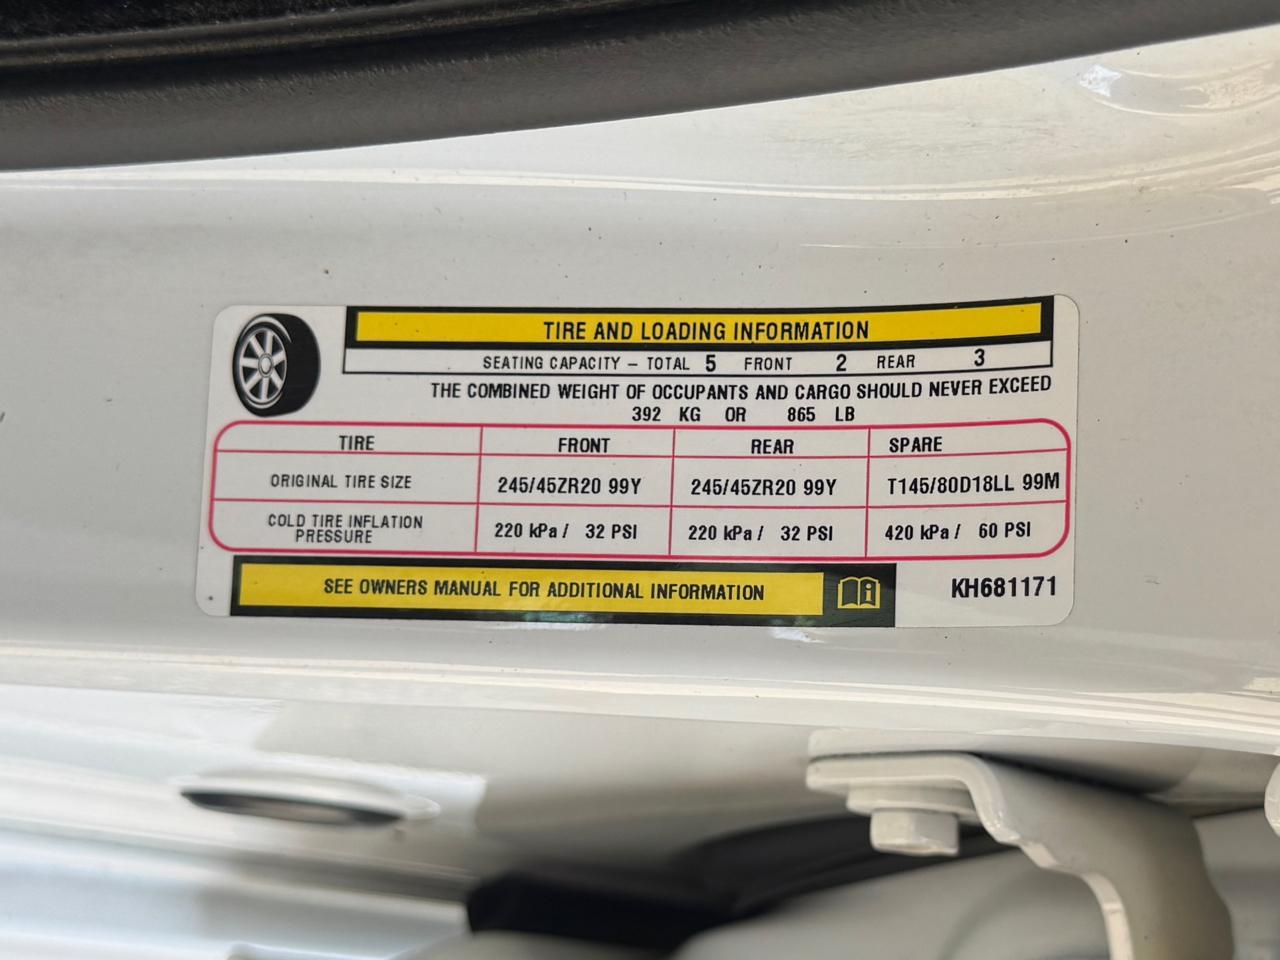 TIRE AND LOADING INFORMATION
SEATING CAPACITY – TOTAL 5 FRONT 2 REAR 3
THE COMBINED WEIGHT OF OCCUPANTS AND CARGO SHOULD NEVER EXCEED
392 KG OR 865 LB
TIRE FRONT REAR SPARE
ORIGINAL TIRE SIZE 245/45ZR20 99Y 245/45ZR20 99Y T145/80D18LL 99M
COLD TIRE INFLATION PRESSURE 220 kPa / 32 PSI 220 kPa / 32 PSI 420 kPa / 60 PSI
SEE OWNERS MANUAL FOR ADDITIONAL INFORMATION
KH681171